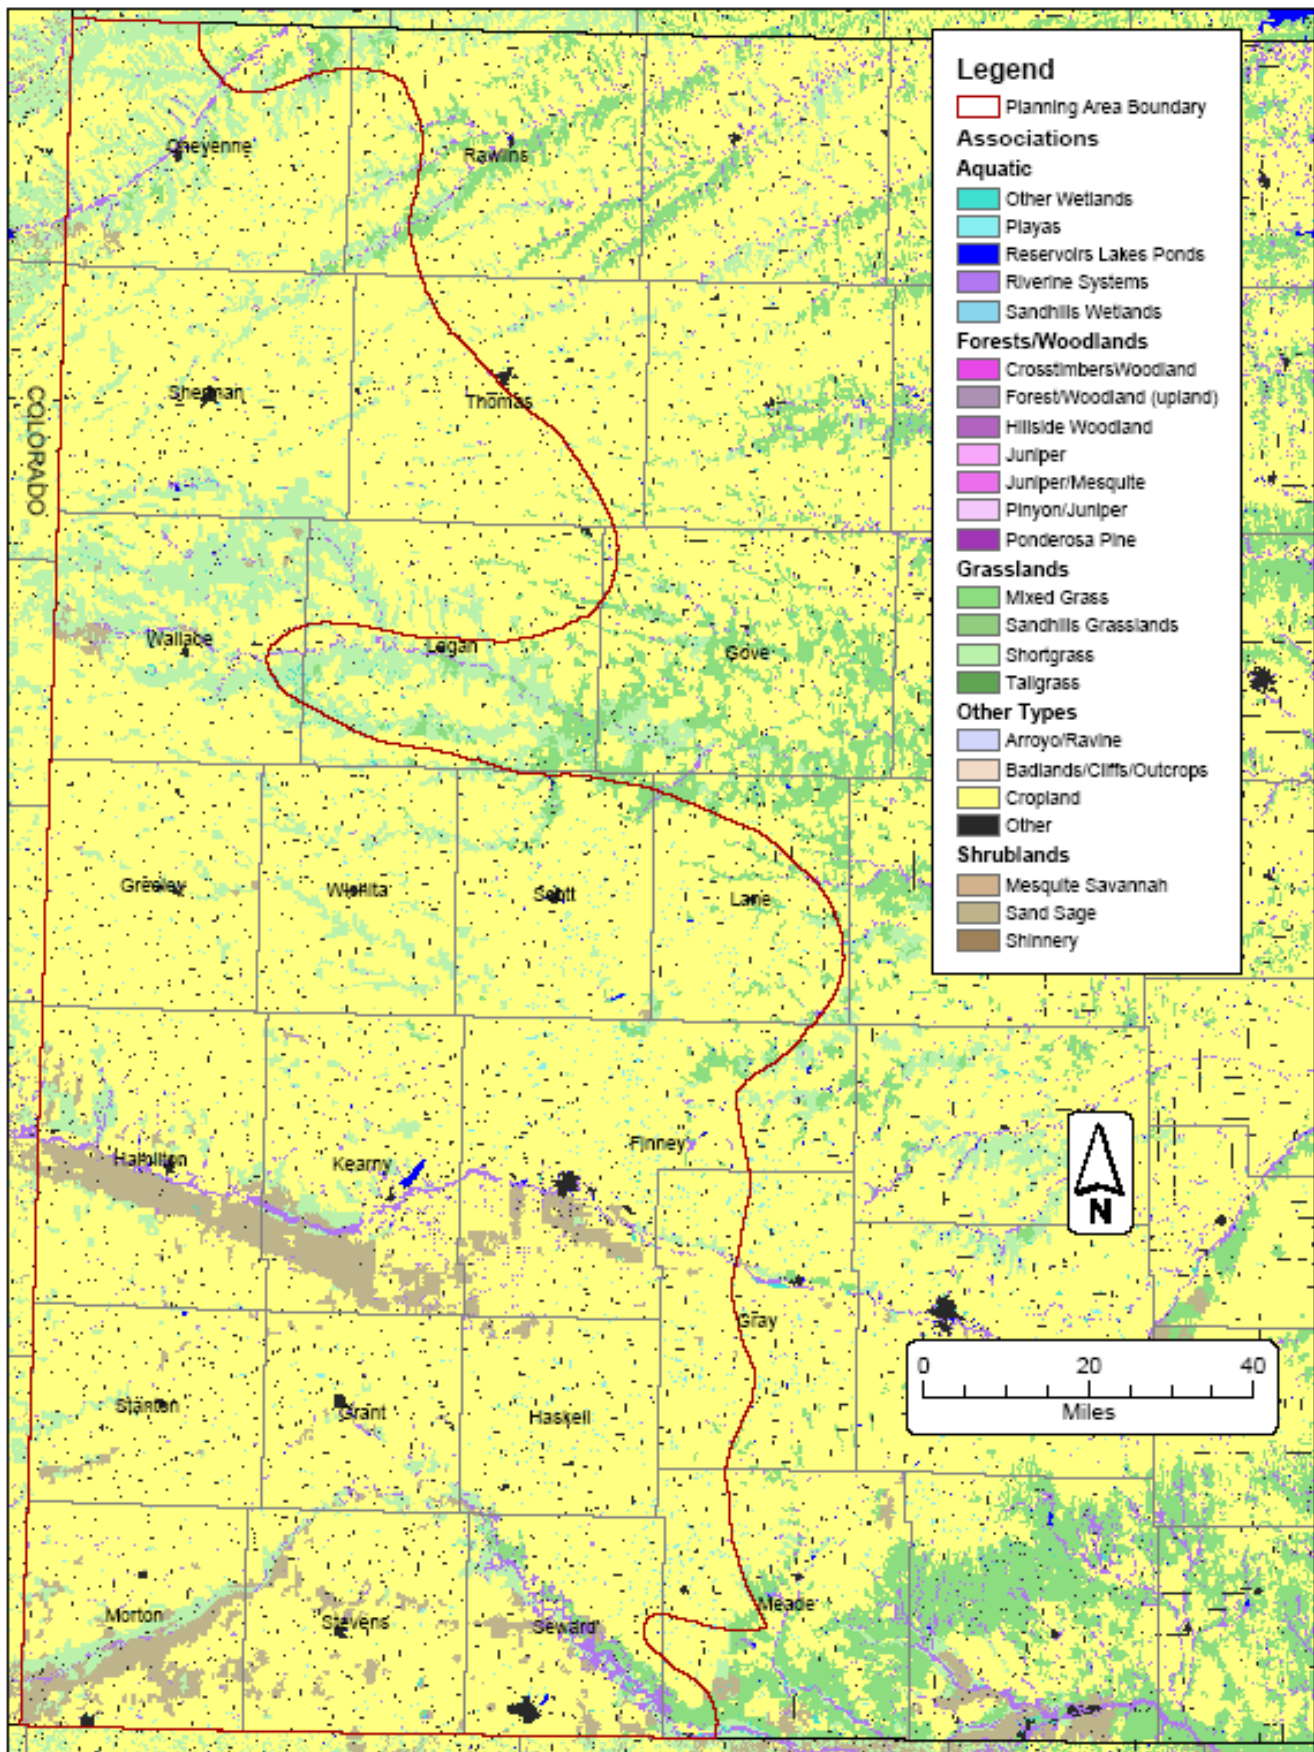 Legend
Planning Area Boundary
Associations
Aquatic
Other Wetlands
Playas
Reservoirs Lakes Ponds
Riverine Systems
Sandhills Wetlands
Forests/Woodlands
CrosstimbersWoodland
Forest/Woodland (upland)
Hillside Woodland
Juniper
Juniper/Mesquite
Pinyon/Juniper
Ponderosa Pine
Grasslands
Mixed Grass
Sandhills Grasslands
Shortgrass
Tallgrass
Other Types
Arroyo/Ravine
Badlands/Cliffs/Outcrops
Cropland
Other
Shrublands
Mesquite Savannah
Sand Sage
Shinnery
Cheyenne
Rawlins
COLORADO
Sherman
Thomas
Wallace
Logan
Gove
Greeley
Wichita
Scott
Lane
Hamilton
Kearny
Finney
N
Gray
0 20 40
Miles
Stanton
Grant
Haskell
Morton
Stevens
Seward
Meade